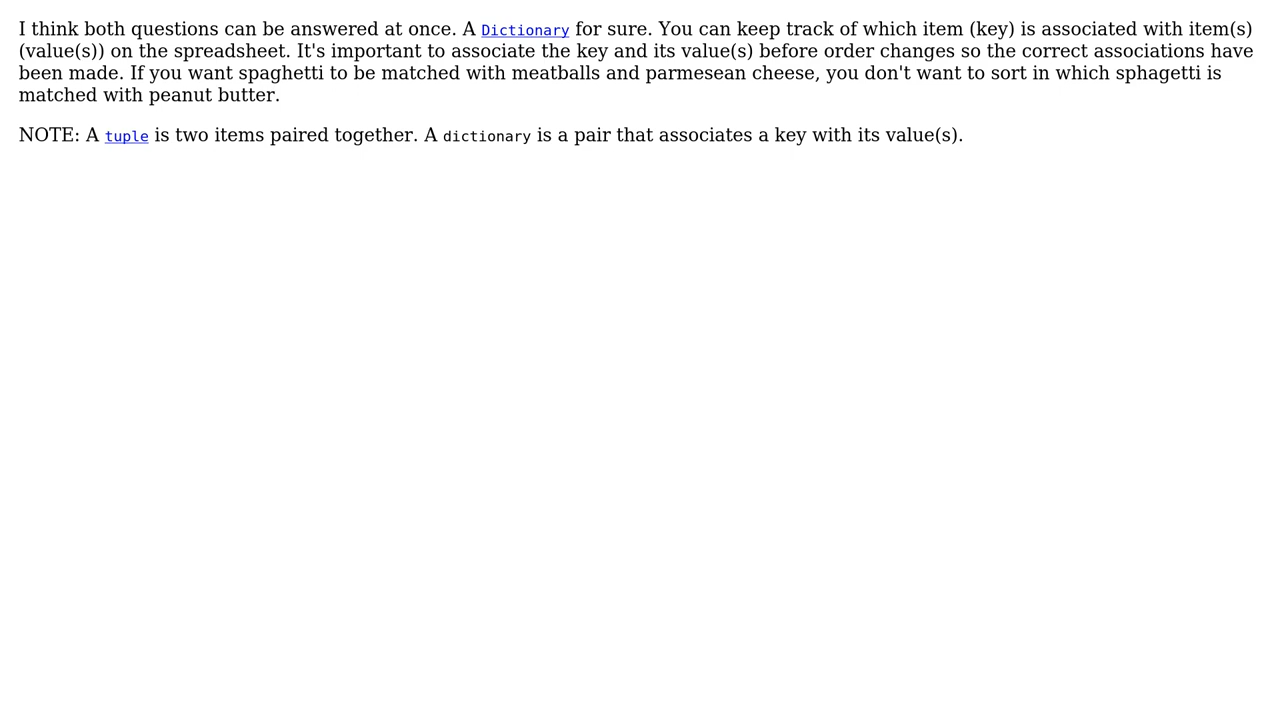 I think both questions can be answered at once. A Dictionary for sure. You can keep track of which item (key) is associated with item(s)
(value(s)) on the spreadsheet. It's important to associate the key and its value(s) before order changes so the correct associations have
been made. If you want spaghetti to be matched with meatballs and parmesean cheese, you don't want to sort in which sphagetti is
matched with peanut butter.
NOTE: A tuple is two items paired together. A dictionary is a pair that associates a key with its value(s).